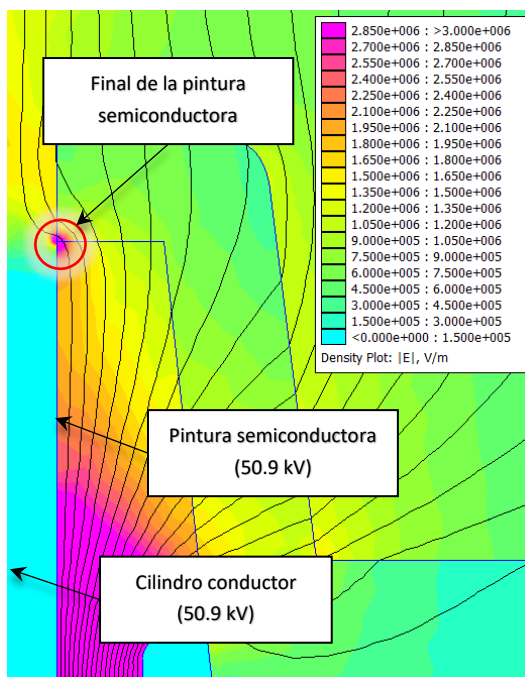 Final de la pintura
semiconductora
2.850e+006 : >3.000e+006
2.700e+006 : 2.850e+006
2.550e+006 : 2.700e+006
2.400e+006 : 2.550e+006
2.250e+006 : 2.400e+006
2.100e+006 : 2.250e+006
1.950e+006 : 2.100e+006
1.800e+006 : 1.950e+006
1.650e+006 : 1.800e+006
1.500e+006 : 1.650e+006
1.350e+006 : 1.500e+006
1.200e+006 : 1.350e+006
1.050e+006 : 1.200e+006
9.000e+005 : 1.050e+006
7.500e+005 : 9.000e+005
6.000e+005 : 7.500e+005
4.500e+005 : 6.000e+005
3.000e+005 : 4.500e+005
1.500e+005 : 3.000e+005
<0.000e+000 : 1.500e+005
Density Plot: |E|, V/m
Pintura semiconductora
(50.9 kV)
Cilindro conductor
(50.9 kV)